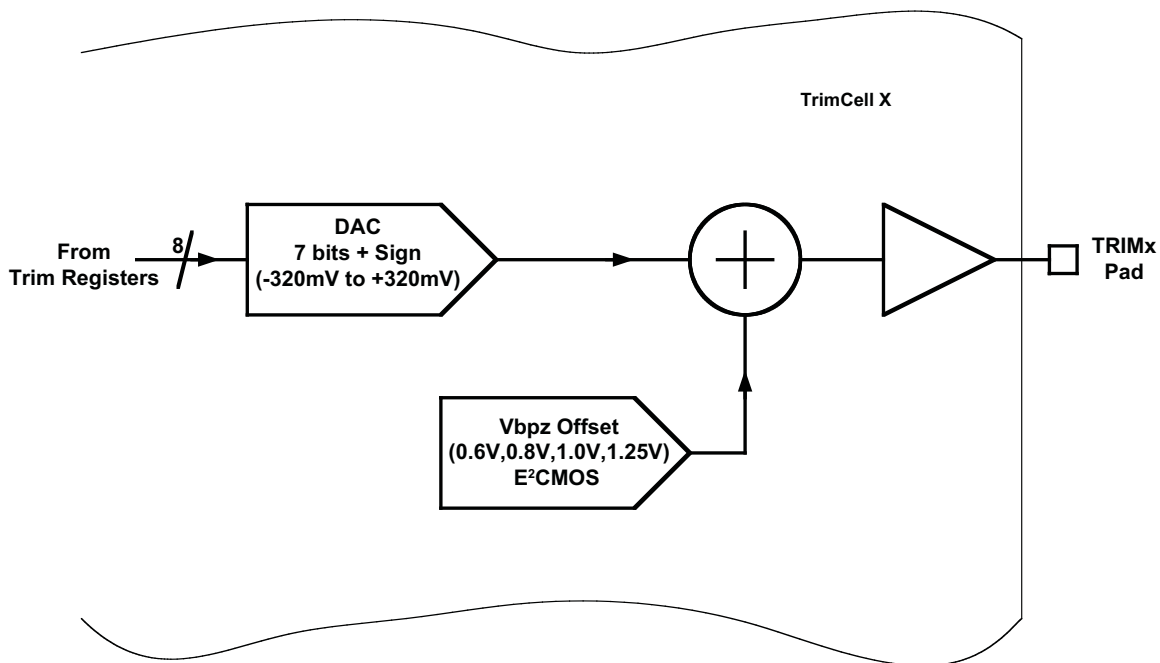 TrimCell X
8
From
Trim Registers
DAC
7 bits + Sign
(-320mV to +320mV)
TRIMx
Pad
Vbpz Offset
(0.6V,0.8V,1.0V,1.25V)
E²CMOS